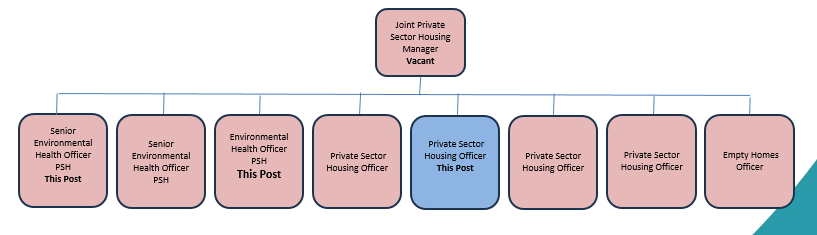 Joint Private
Sector Housing
Manager
Vacant
Senior
Environmental
Health Officer
PSH
This Post
Senior
Environmental
Health Officer
PSH
Environmental
Health Officer
PSH
This Post
Private Sector
Housing Officer
Private Sector
Housing Officer
This Post
Private Sector
Housing Officer
Private Sector
Housing Officer
Empty Homes
Officer